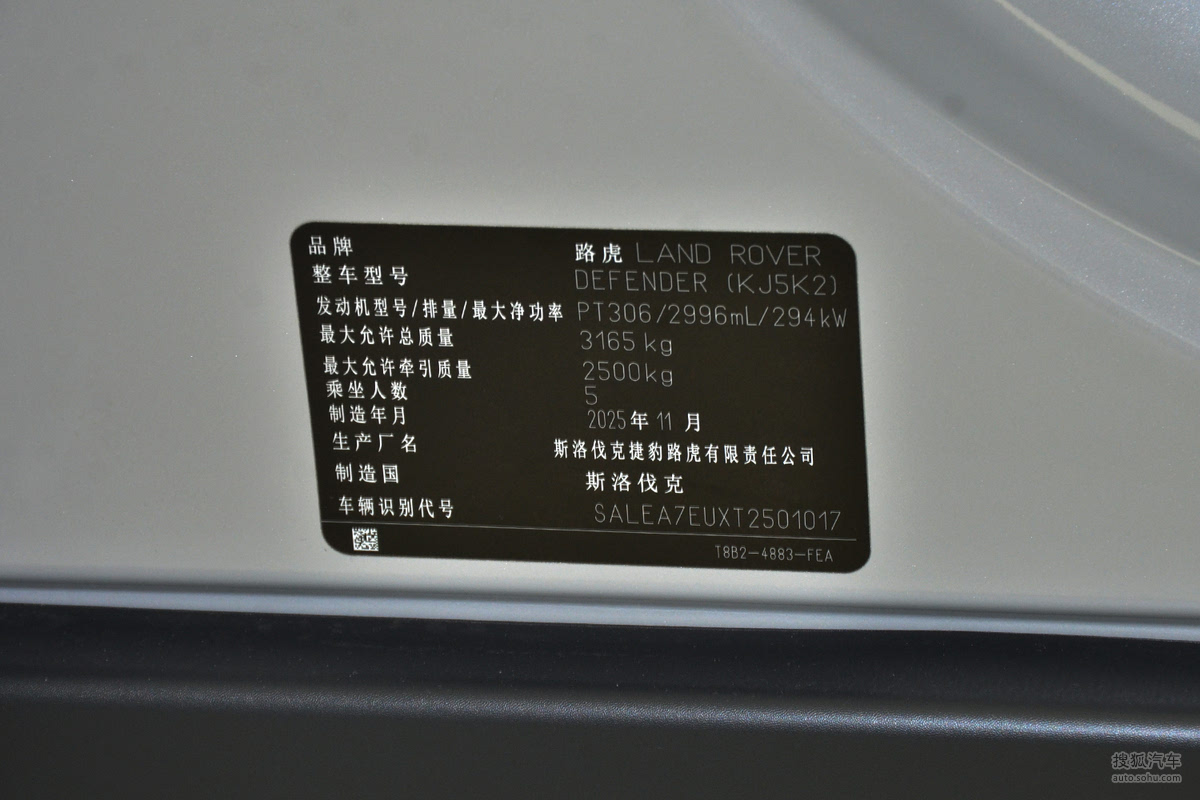 品牌 路虎 LAND ROVER
整车型号 DEFENDER (KJ5K2)
发动机型号/排量/最大净功率 PT306/2996mL/294kW
最大允许总质量 3165 kg
最大允许牵引质量 2500kg
乘坐人数 5
制造年月 2025年 11 月
生产厂名 斯洛伐克捷豹路虎有限责任公司
制造国 斯洛伐克
车辆识别代号 SALEA7EUXT2501017
T8B2-4883-FEA
搜狐汽车
auto.sohu.com